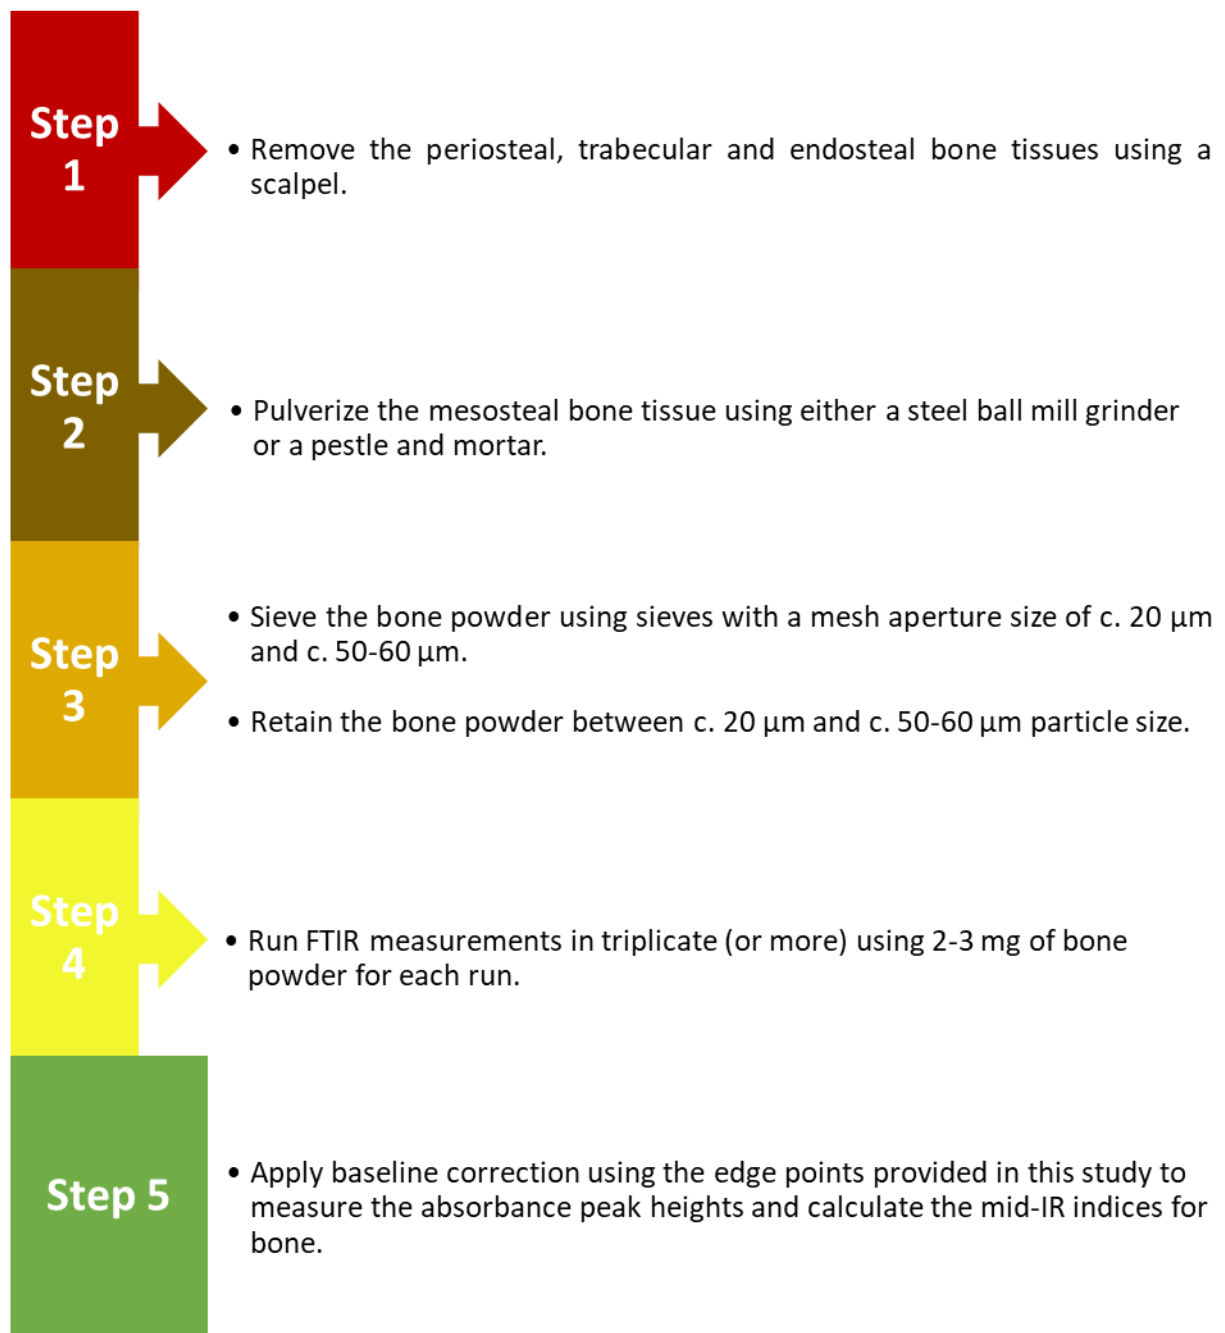 Step
1
• Remove the periosteal, trabecular and endosteal bone tissues using a
scalpel.
Step
2
• Pulverize the mesosteal bone tissue using either a steel ball mill grinder
or a pestle and mortar.
Step
3
• Sieve the bone powder using sieves with a mesh aperture size of c. 20 µm
and c. 50-60 µm.
• Retain the bone powder between c. 20 µm and c. 50-60 µm particle size.
Step
4
• Run FTIR measurements in triplicate (or more) using 2-3 mg of bone
powder for each run.
Step 5
• Apply baseline correction using the edge points provided in this study to
measure the absorbance peak heights and calculate the mid-IR indices for
bone.